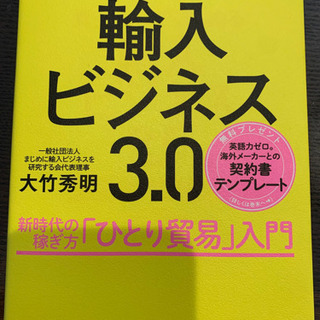 輸入
ビジネス
3.0
一般社団法人
まじめに輸入ビジネスを
研究する会代表理事
大竹秀明
無料プレゼント
英語力ゼロ。
海外メーカーとの
契約書
テンプレート
新時代の
稼ぎ方
「ひとり貿易」入門